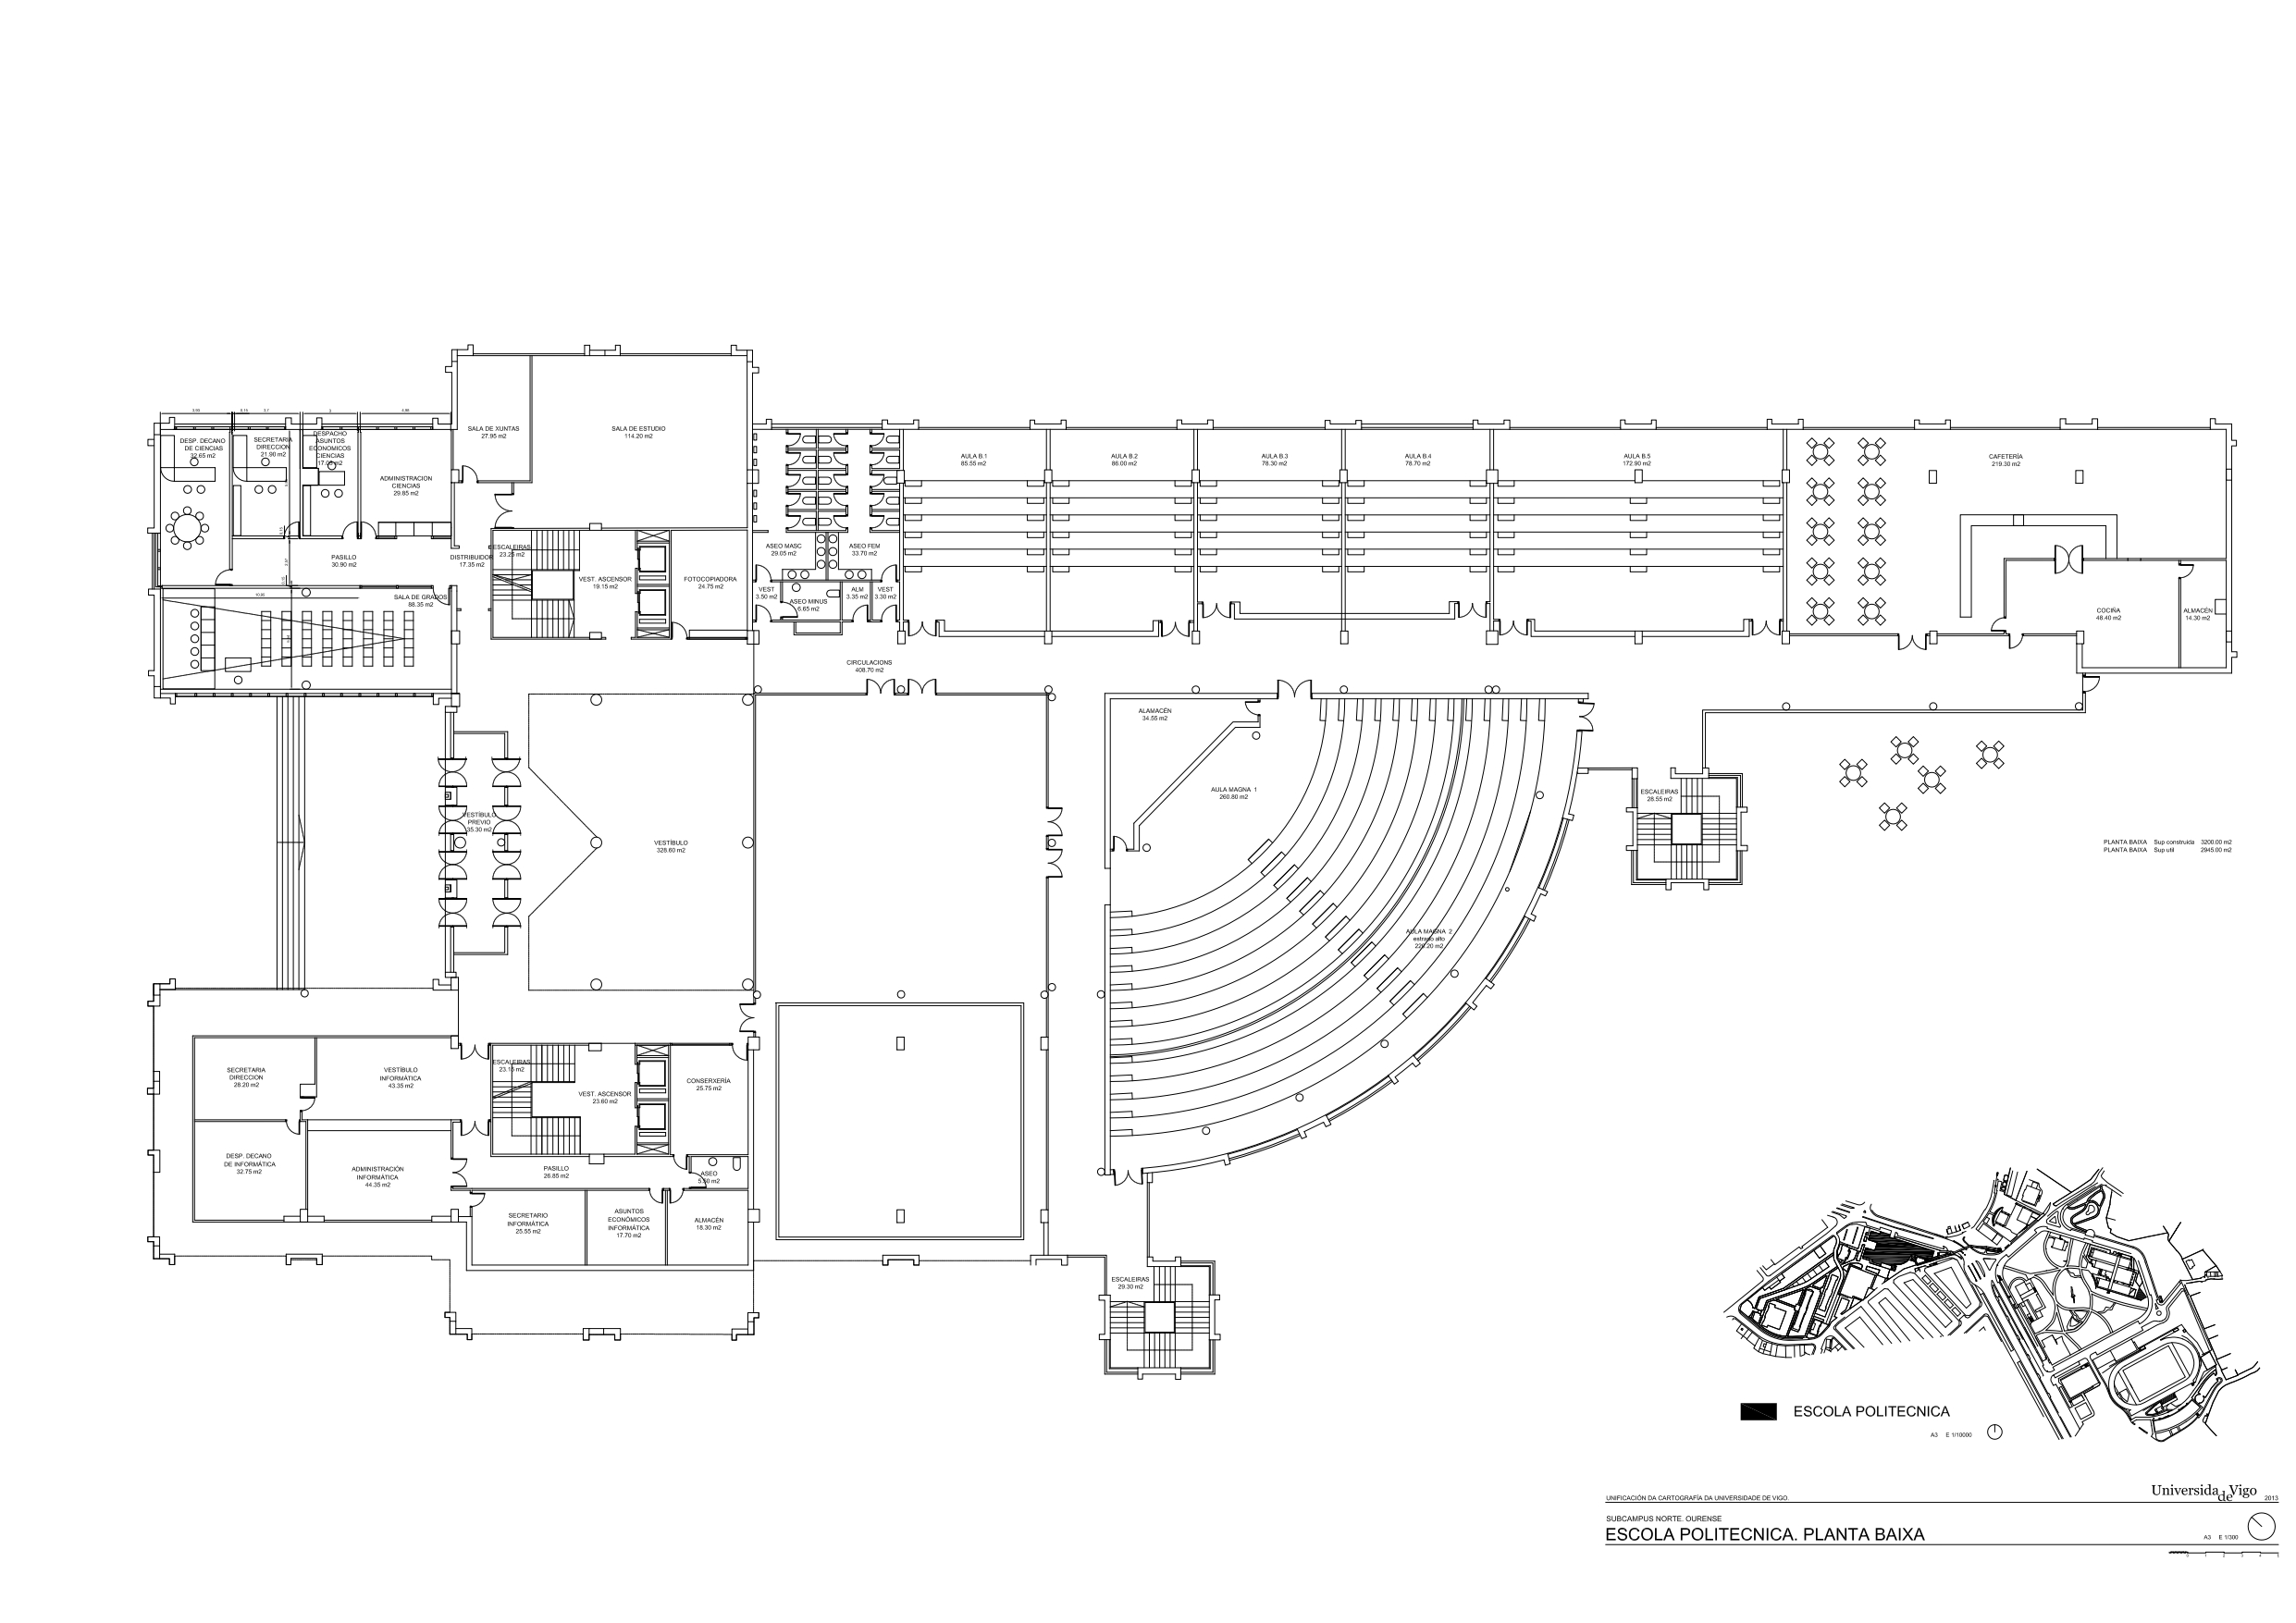 DESP. DECANO
DE CIENCIAS
32.65 m2
SECRETARIA
DIRECCION
21.90 m2
DESPACHO
ASUNTOS
ECONOMICOS
CIENCIAS
17.05 m2
ADMINISTRACION
CIENCIAS
29.85 m2
SALA DE XUNTAS
27.95 m2
SALA DE ESTUDIO
114.20 m2
AULA B.1
85.55 m2
AULA B.2
86.00 m2
AULA B.3
78.30 m2
AULA B.4
78.70 m2
AULA B.5
172.90 m2
CAFETERÍA
219.30 m2
PASILLO
30.90 m2
DISTRIBUIDOR
17.35 m2
ESCALEIRAS
23.25 m2
VEST. ASCENSOR
19.15 m2
FOTOCOPIADORA
24.75 m2
ASEO MASC
29.05 m2
ASEO FEM
33.70 m2
VEST
3.50 m2
ASEO MINUS
6.65 m2
ALM
3.35 m2
VEST
3.30 m2
SALA DE GRADOS
88.35 m2
COCIÑA
48.40 m2
ALMACÉN
14.30 m2
CIRCULACIONS
408.70 m2
ALAMACÉN
34.55 m2
AULA MAGNA 1
260.80 m2
ESCALEIRAS
28.55 m2
VESTÍBULO
PREVIO
35.30 m2
VESTÍBULO
328.60 m2
PLANTA BAIXA Sup construida 3200.00 m2
PLANTA BAIXA Sup util 2945.00 m2
AULA MAGNA 2
estrado alto
226.20 m2
SECRETARIA
DIRECCION
28.20 m2
VESTÍBULO
INFORMÁTICA
43.35 m2
ESCALEIRAS
23.15 m2
VEST. ASCENSOR
23.60 m2
CONSERXERÍA
25.75 m2
DESP. DECANO
DE INFORMÁTICA
32.75 m2
ADMINISTRACIÓN
INFORMÁTICA
44.35 m2
PASILLO
26.85 m2
ASEO
SECRETARIO
INFORMÁTICA
25.55 m2
ASUNTOS
ECONÓMICOS
INFORMÁTICA
17.70 m2
ALMACÉN
18.30 m2
ESCALEIRAS
29.30 m2
ESCOLA POLITECNICA
A3 E 1/10000
UNIFICACIÓN DA CARTOGRAFÍA DA UNIVERSIDADE DE VIGO.
Universidade Vigo
2013
SUBCAMPUS NORTE. OURENSE
ESCOLA POLITECNICA. PLANTA BAIXA
A3 E 1/300